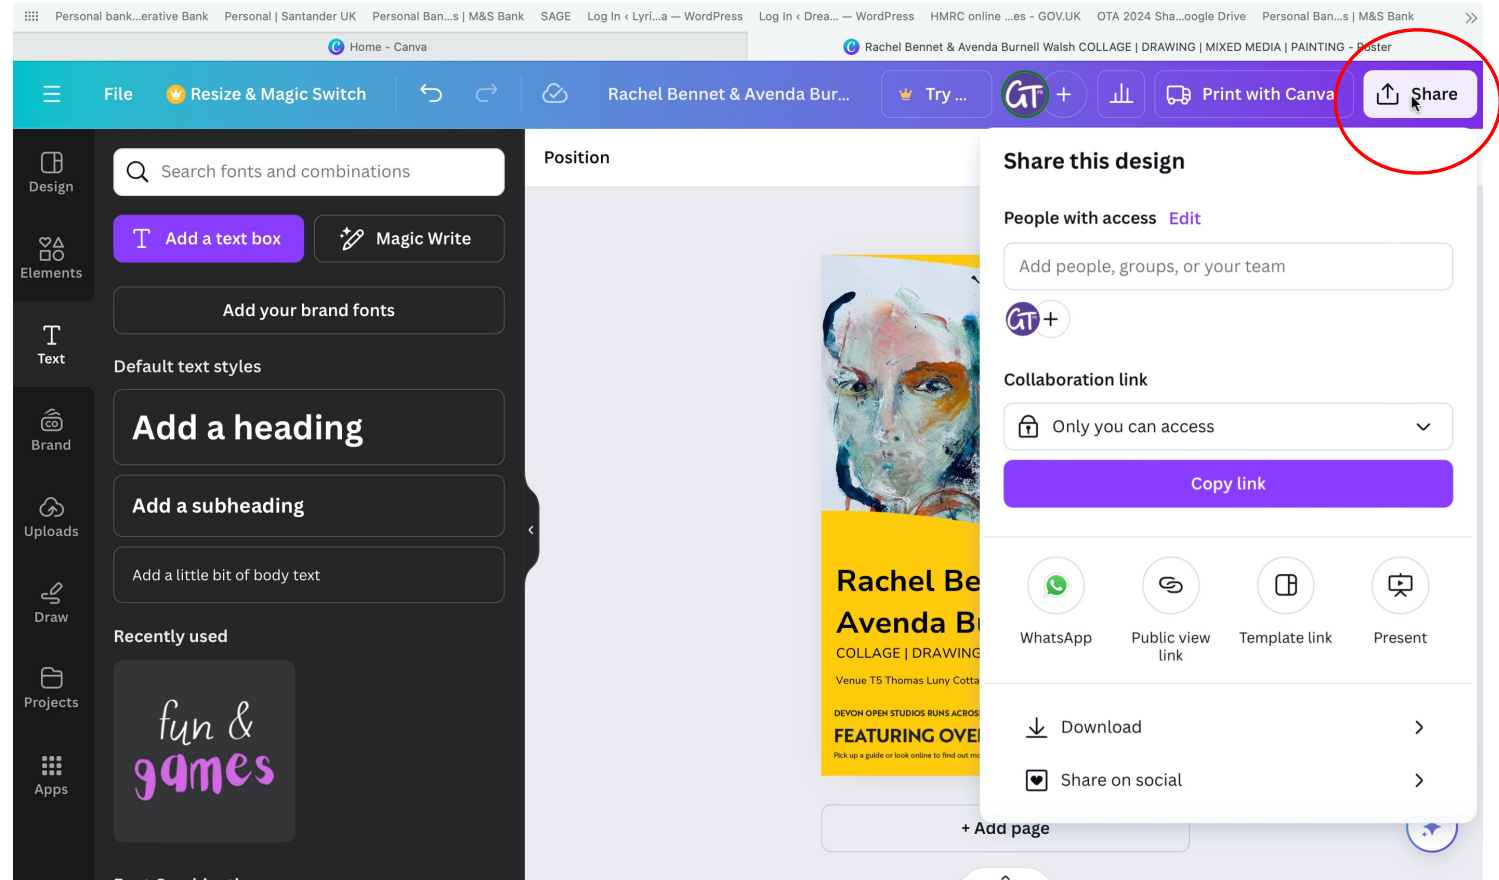 Personal bank...erative Bank Personal | Santander UK Personal Ban...s | M&S Bank SAGE Log In ‹ Lyri...a — WordPress Log In ‹ Drea... — WordPress HMRC online ...es - GOV.UK OTA 2024 Sha...oogle Drive Personal Ban...s | M&S Bank
Home - Canva
Rachel Bennet & Avenda Burnell Walsh COLLAGE | DRAWING | MIXED MEDIA | PAINTING - Poster
File
Resize & Magic Switch
Rachel Bennet & Avenda Bur...
Try ...
GT
Print with Canva
Share
Design
Elements
Text
Brand
Uploads
Draw
Projects
Apps
Search fonts and combinations
Add a text box
Magic Write
Add your brand fonts
Default text styles
Add a heading
Add a subheading
Add a little bit of body text
Recently used
fun &
games
Position
Rachel Be
Avenda B
COLLAGE | DRAWING
Venue T5 Thomas Luny Cotta
DEVON OPEN STUDIOS RUNS ACROS
FEATURING OVE
Pick up a guide or look online to find out mo
+ Add page
Share this design
People with access Edit
Add people, groups, or your team
GT
Collaboration link
Only you can access
Copy link
WhatsApp
Public view
link
Template link
Present
Download
Share on social